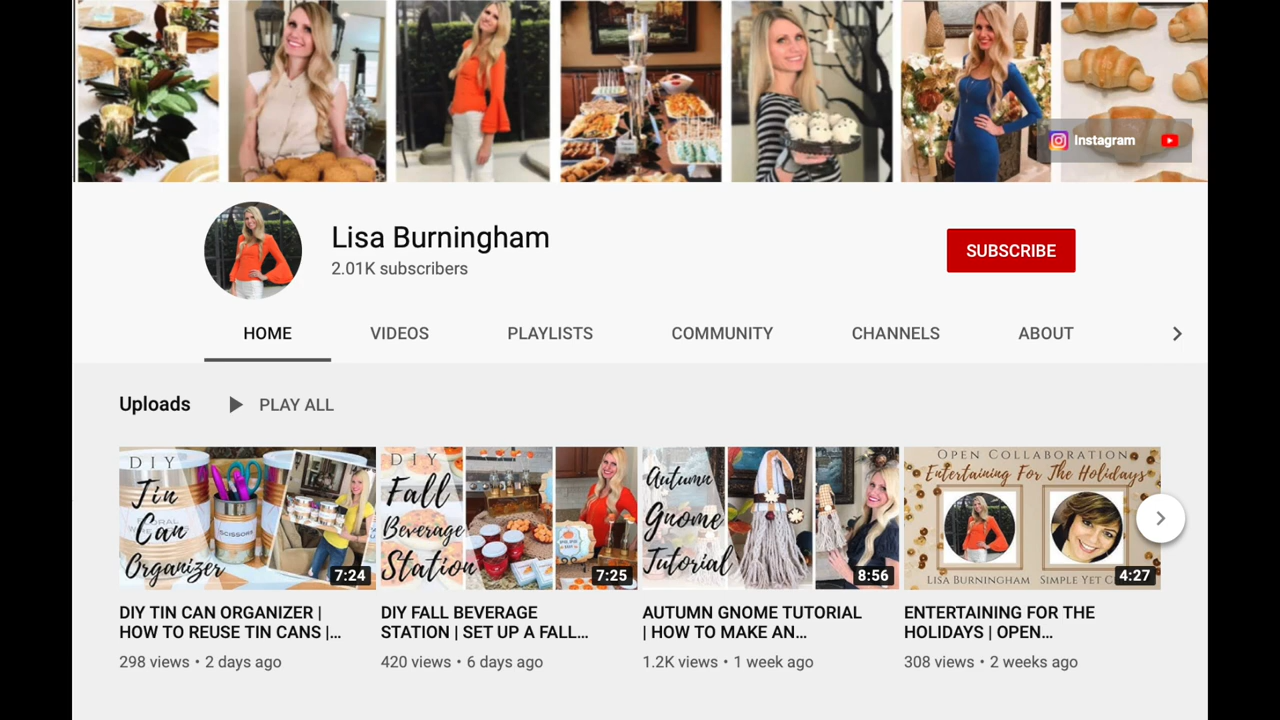 Instagram
Lisa Burningham
2.01K subscribers
SUBSCRIBE
HOME
VIDEOS
PLAYLISTS
COMMUNITY
CHANNELS
ABOUT
Uploads
PLAY ALL
DIY
Tin
Can
Organizer
SCISSORS
7:24
DIY
Fall
Beverage
Station
7:25
Autumn
Gnome
Tutorial
8:56
OPEN COLLABORATION
Entertaining For The Holidays
LISA BURNINGHAM
SIMPLE YET
4:27
DIY TIN CAN ORGANIZER |
HOW TO REUSE TIN CANS |...
298 views • 2 days ago
DIY FALL BEVERAGE
STATION | SET UP A FALL...
420 views • 6 days ago
AUTUMN GNOME TUTORIAL
| HOW TO MAKE AN...
1.2K views • 1 week ago
ENTERTAINING FOR THE
HOLIDAYS | OPEN...
308 views • 2 weeks ago